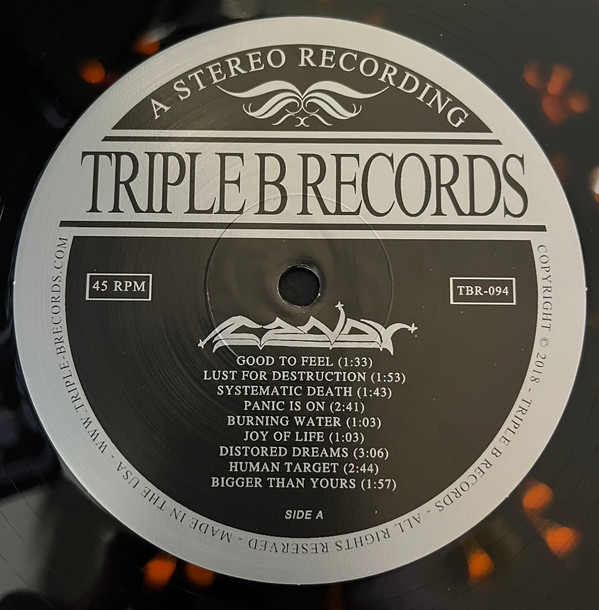 A STEREO RECORDING
TRIPLE B RECORDS
45 RPM
TBR-094
CANDY
GOOD TO FEEL (1:33)
LUST FOR DESTRUCTION (1:53)
SYSTEMATIC DEATH (1:43)
PANIC IS ON (2:41)
BURNING WATER (1:03)
JOY OF LIFE (1:03)
DISTORED DREAMS (3:06)
HUMAN TARGET (2:44)
BIGGER THAN YOURS (1:57)
SIDE A
COPYRIGHT © 2018 - TRIPLE B RECORDS - ALL RIGHTS RESERVED - MADE IN THE USA - WWW.TRIPLE-BRECORDS.COM